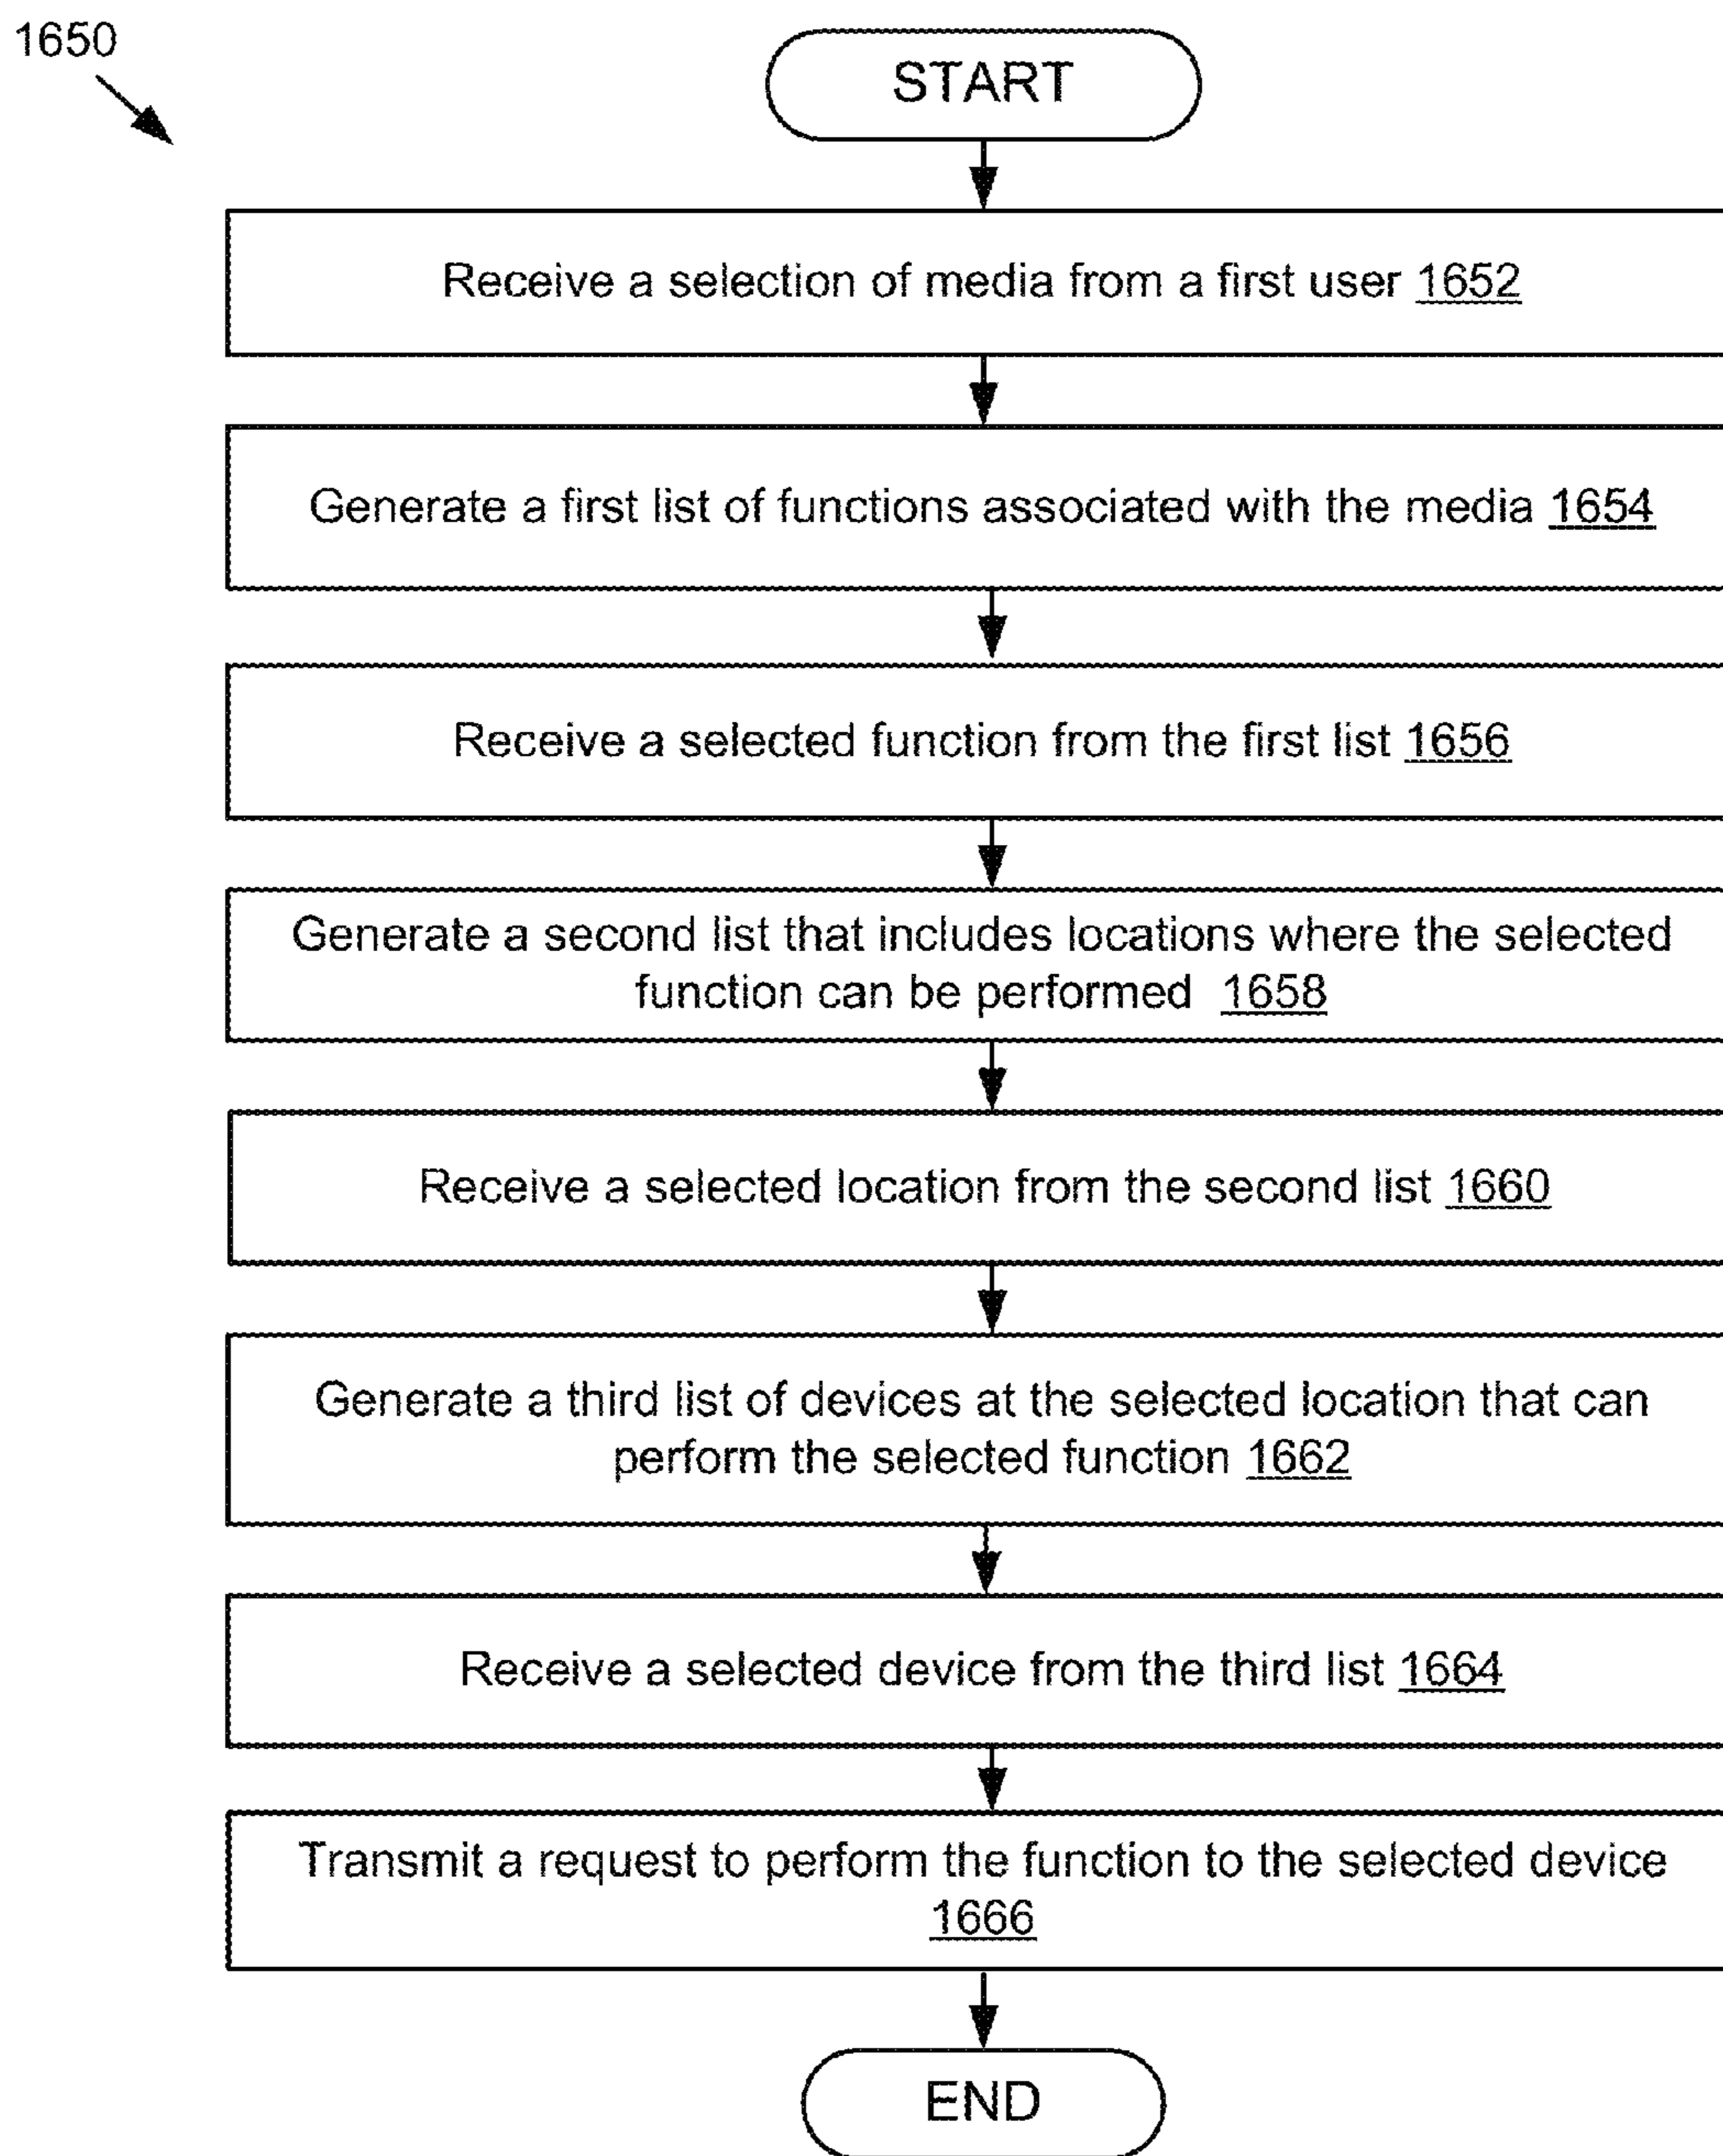 1650
START
Receive a selection of media from a first user 1652
Generate a first list of functions associated with the media 1654
Receive a selected function from the first list 1656
Generate a second list that includes locations where the selected
function can be performed 1658
Receive a selected location from the second list 1660
Generate a third list of devices at the selected location that can
perform the selected function 1662
Receive a selected device from the third list 1664
Transmit a request to perform the function to the selected device
1666
END